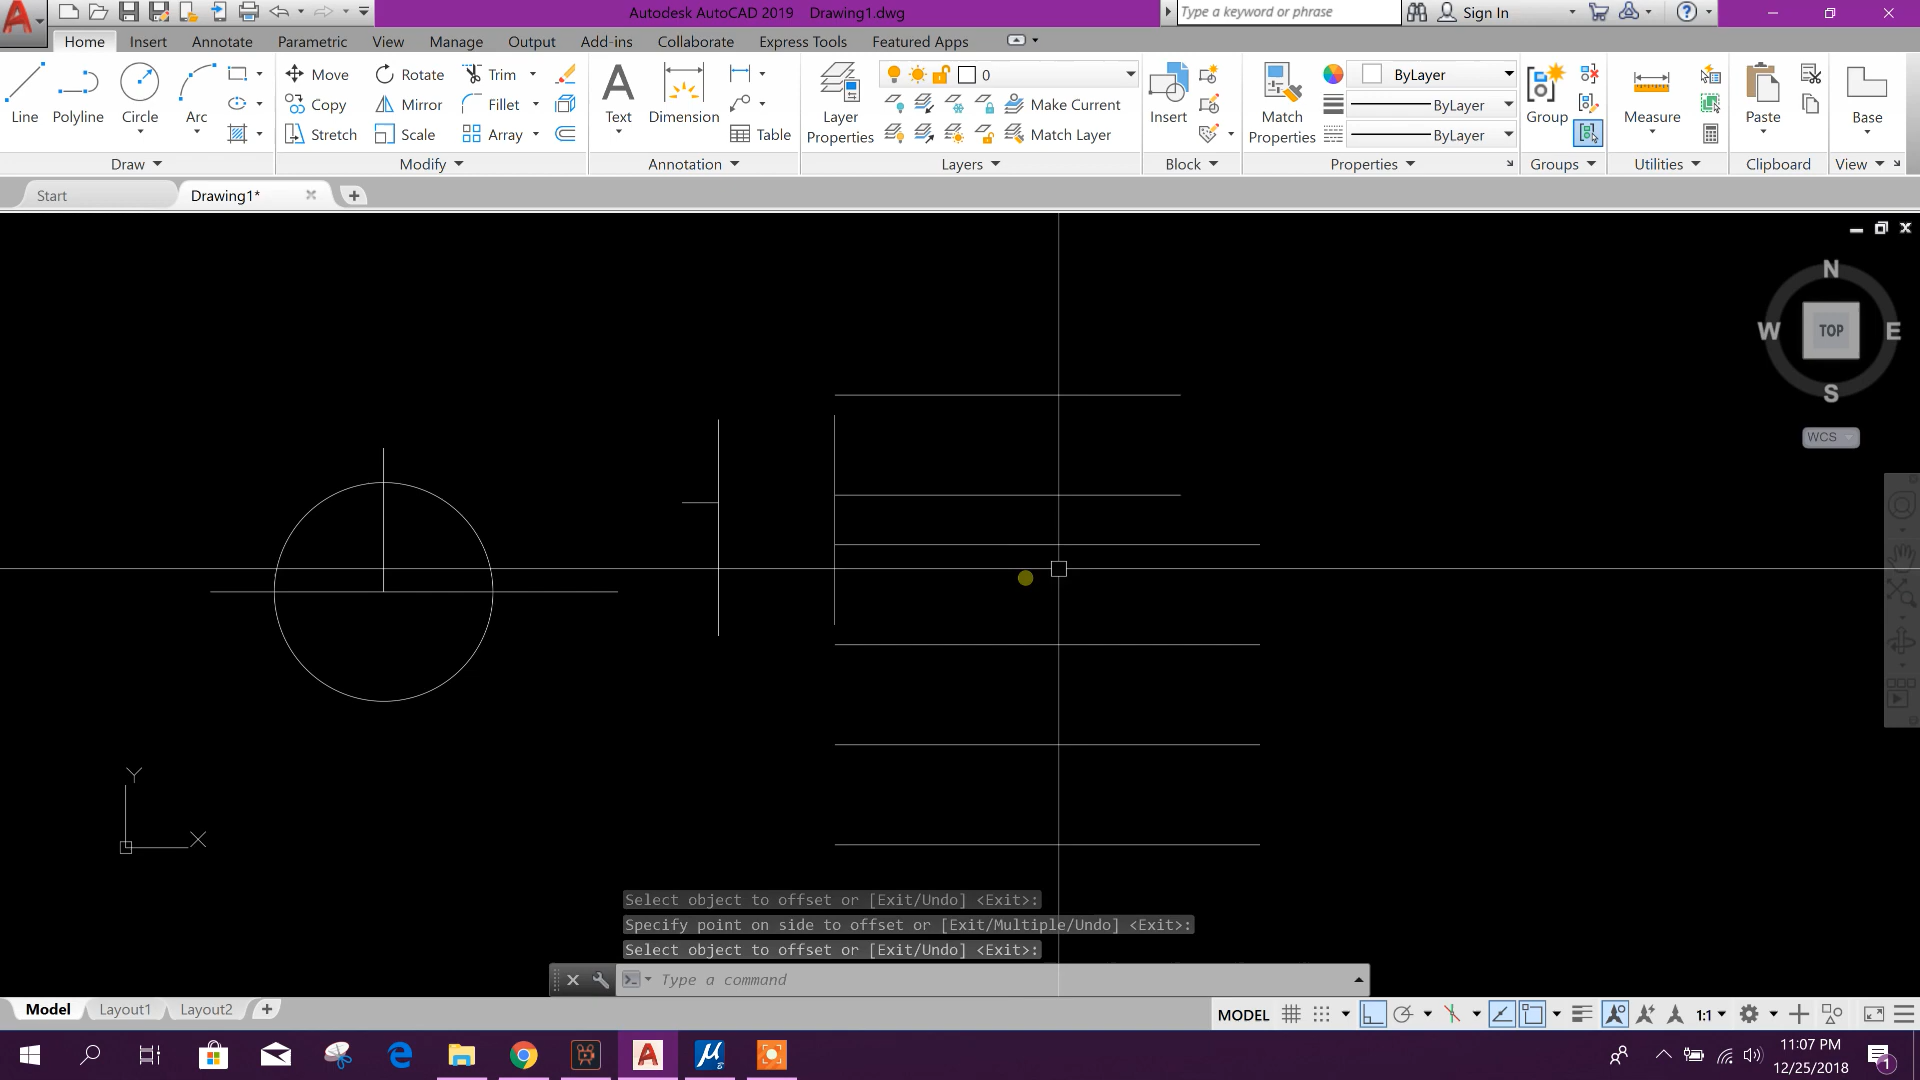 Autodesk AutoCAD 2019 Drawing1.dwg
Type a keyword or phrase
Sign In
Home Insert Annotate Parametric View Manage Output Add-ins Collaborate Express Tools Featured Apps
Line
Polyline
Circle
Arc
Draw
Move
Rotate
Trim
Copy
Mirror
Fillet
Stretch
Scale
Array
Modify
Text
Dimension
Table
Annotation
Layer
Properties
0
Make Current
Match Layer
Layers
Insert
Block
Match
Properties
ByLayer
ByLayer
ByLayer
Properties
Group
Groups
Measure
Utilities
Paste
Clipboard
Base
View
Start
Drawing1*
N
W
TOP
E
S
WCS
Y
X
Select object to offset or [Exit/Undo] <Exit>:
Specify point on side to offset or [Exit/Multiple/Undo] <Exit>:
Select object to offset or [Exit/Undo] <Exit>:
Type a command
Model Layout1 Layout2
MODEL
1:1
11:07 PM
12/25/2018
1